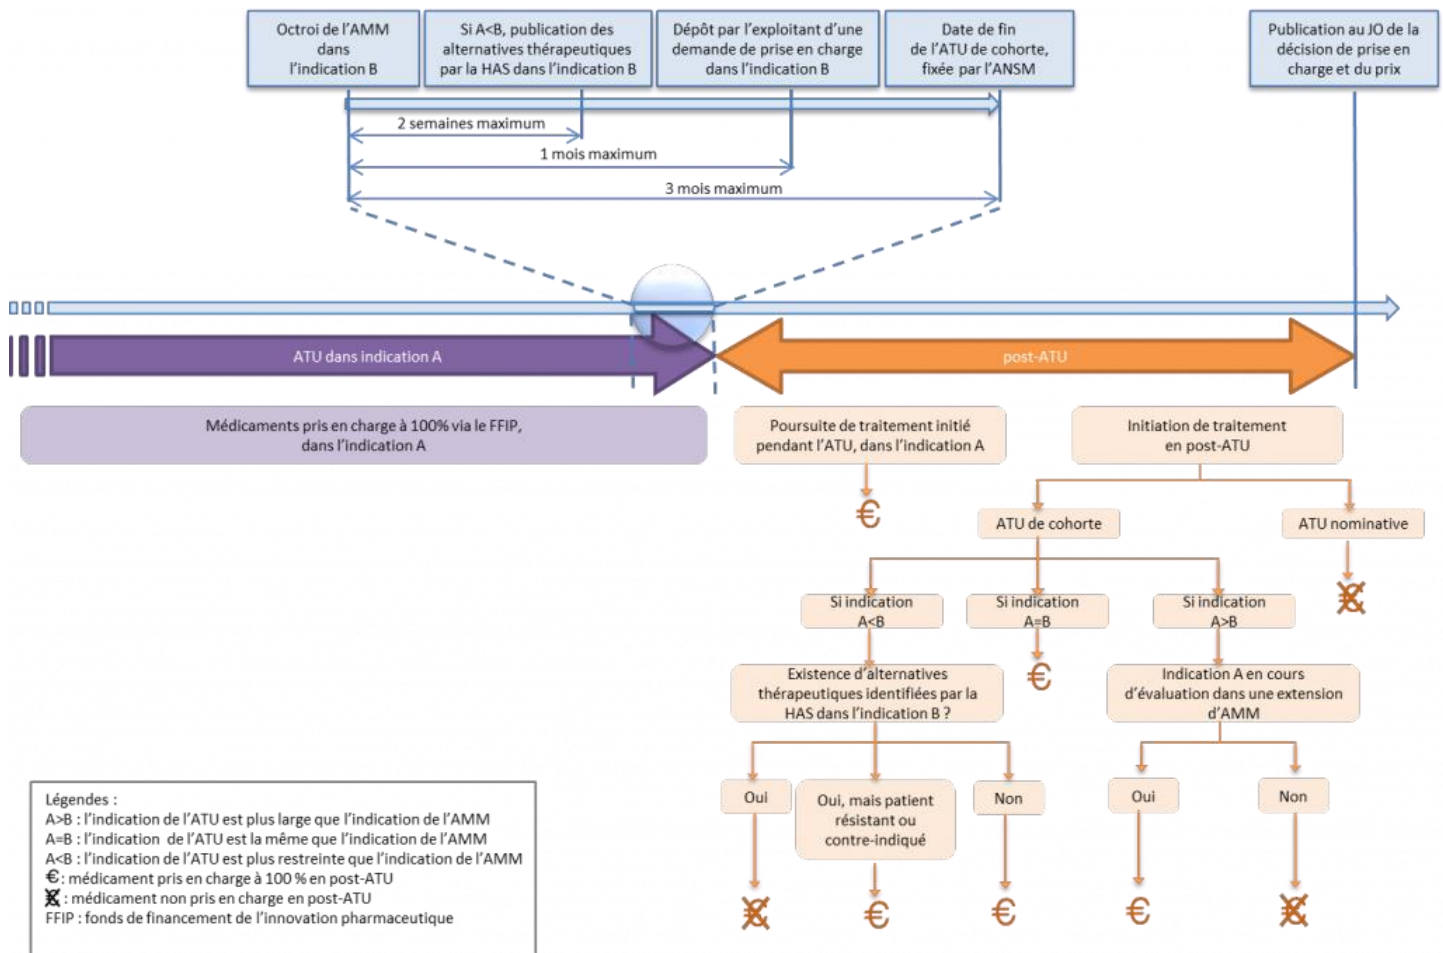 Octroi de l'AMM
dans
l'indication B
Si A<B, publication des
alternatives thérapeutiques
par la HAS dans l'indication B
Dépôt par l'exploitant d'une
demande de prise en charge
dans l'indication B
Date de fin
de l'ATU de cohorte,
fixée par l'ANSM
Publication au JO de la
décision de prise en
charge et du prix
2 semaines maximum
1 mois maximum
3 mois maximum
ATU dans indication A
post-ATU
Médicaments pris en charge à 100% via le FFIP,
dans l'indication A
Poursuite de traitement initié
pendant l'ATU, dans l'indication A
Initiation de traitement
en post-ATU
€
ATU de cohorte
ATU nominative
Si indication
A<B
Si indication
A=B
Si indication
A>B
€
€
Existence d'alternatives
thérapeutiques identifiées par la
HAS dans l'indication B ?
Indication A en cours
d'évaluation dans une extension
d'AMM
Oui
Oui, mais patient
résistant ou
contre-indiqué
Non
Oui
Non
€
€
€
€
€
Légendes :
A>B : l'indication de l'ATU est plus large que l'indication de l'AMM
A=B : l'indication de l'ATU est la même que l'indication de l'AMM
A<B : l'indication de l'ATU est plus restreinte que l'indication de l'AMM
€ : médicament pris en charge à 100 % en post-ATU
€ : médicament non pris en charge en post-ATU
FFIP : fonds de financement de l'innovation pharmaceutique